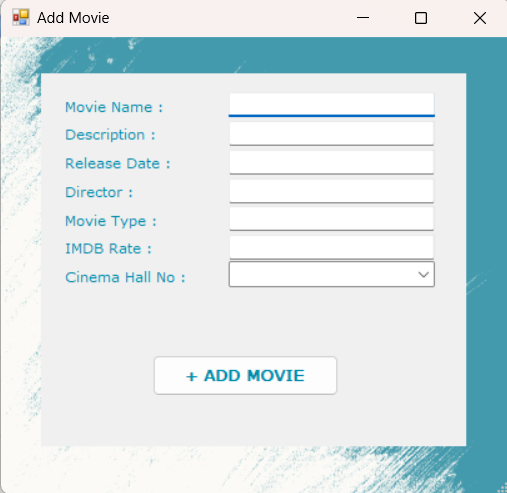 Add Movie
Movie Name :
Description :
Release Date :
Director :
Movie Type :
IMDB Rate :
Cinema Hall No :
+ ADD MOVIE